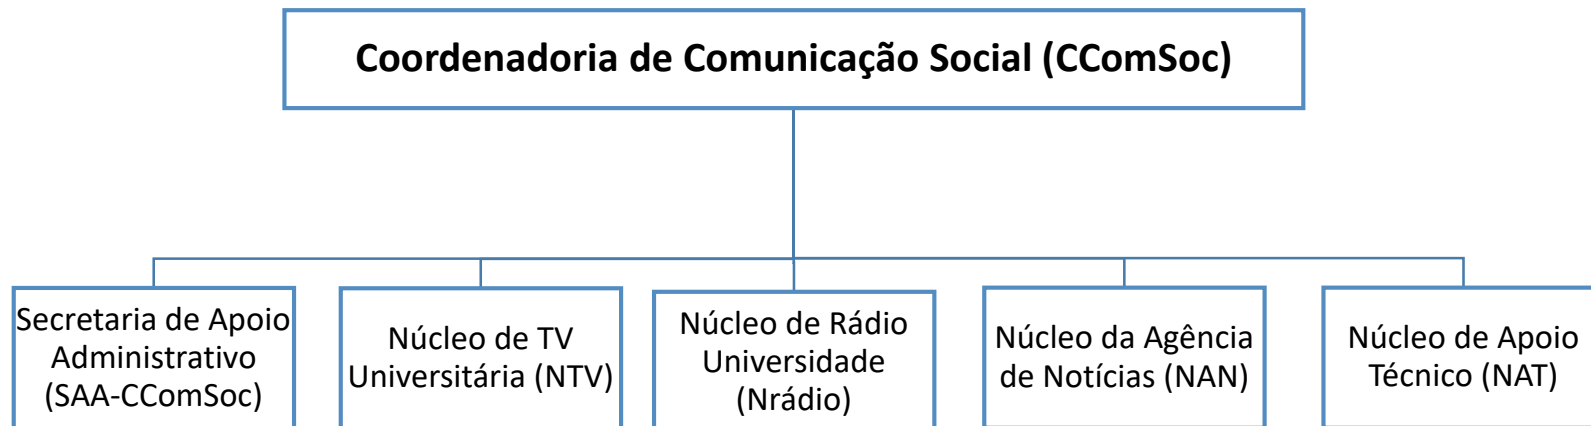 Coordenadoria de Comunicação Social (CComSoc)
Secretaria de Apoio
Administrativo
(SAA-CComSoc)
Núcleo de TV
Universitária (NTV)
Núcleo de Rádio
Universidade
(Nrádio)
Núcleo da Agência
de Notícias (NAN)
Núcleo de Apoio
Técnico (NAT)